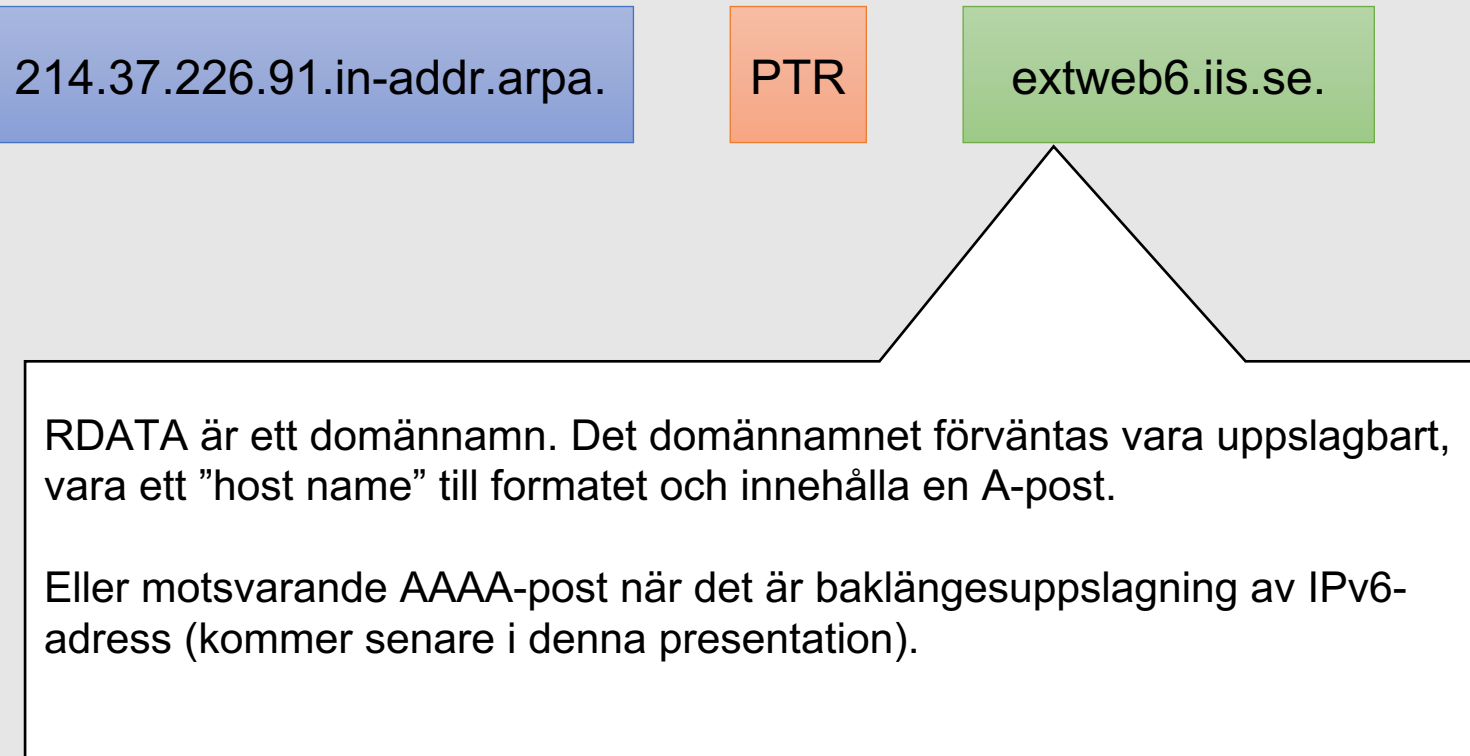 214.37.226.91.in-addr.arpa. PTR extweb6.iis.se.
RDATA är ett domännamn. Det domännamnet förväntas vara uppslagbart,
vara ett ”host name” till formatet och innehålla en A-post.
Eller motsvarande AAAA-post när det är baklängesuppslagning av IPv6-
adress (kommer senare i denna presentation).